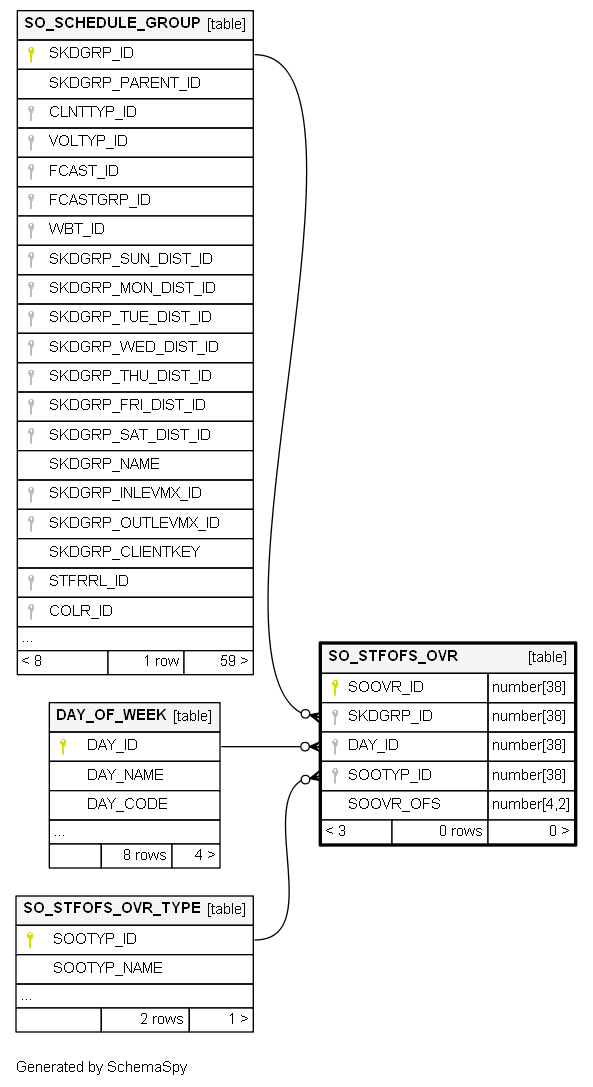 SO_SCHEDULE_GROUP [table]
SKDGRP_ID
SKDGRP_PARENT_ID
CLNTTYP_ID
VOLTYP_ID
FCAST_ID
FCASTGRP_ID
WBT_ID
SKDGRP_SUN_DIST_ID
SKDGRP_MON_DIST_ID
SKDGRP_TUE_DIST_ID
SKDGRP_WED_DIST_ID
SKDGRP_THU_DIST_ID
SKDGRP_FRI_DIST_ID
SKDGRP_SAT_DIST_ID
SKDGRP_NAME
SKDGRP_INLEVMX_ID
SKDGRP_OUTLEVMX_ID
SKDGRP_CLIENTKEY
STFRRL_ID
COLR_ID
...
< 8 1 row 59 >
SO_STFOFS_OVR [table]
SOOVR_ID number[38]
SKDGRP_ID number[38]
DAY_ID number[38]
SOOTYP_ID number[38]
SOOVR_OFS number[4,2]
< 3 0 rows 0 >
DAY_OF_WEEK [table]
DAY_ID
DAY_NAME
DAY_CODE
...
8 rows 4 >
SO_STFOFS_OVR_TYPE [table]
SOOTYP_ID
SOOTYP_NAME
...
2 rows 1 >
Generated by SchemaSpy